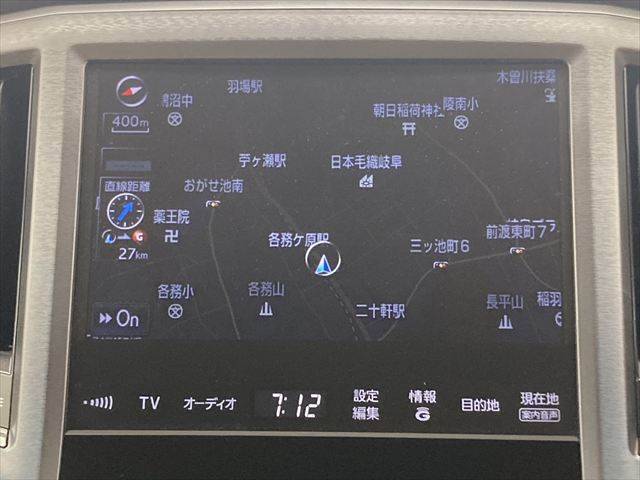 羽場駅
木曽川扶桑
鵜沼中
400m
朝日稲荷神社
陵南小
苧ヶ瀬駅
日本毛織岐阜
直線距離
おがせ池南
薬王院
卍
27km
G
各務ケ原駅
三ッ池町6
前渡東町7
各務小
各務山
二十軒駅
長平山
稲羽
On
TV
オーディオ
7:12
設定
編集
情報
G
目的地
現在地
案内音声